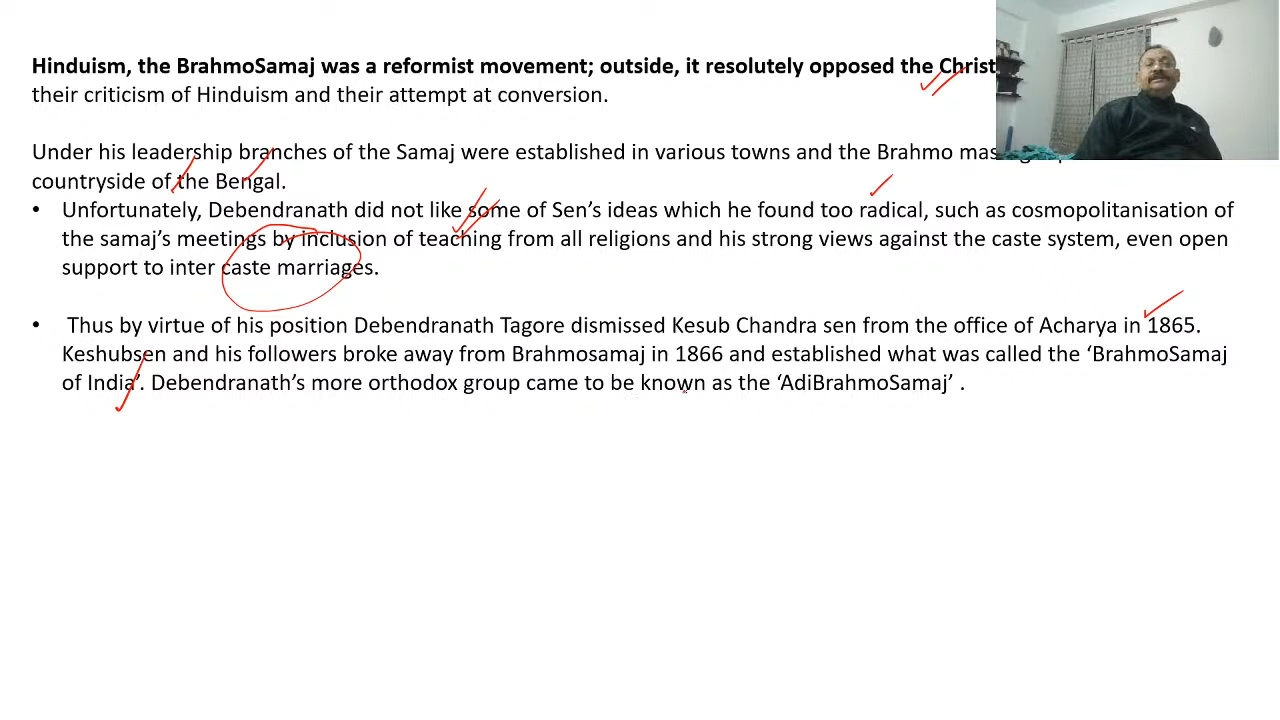 Hinduism, the BrahmoSamaj was a reformist movement; outside, it resolutely opposed the Christ
their criticism of Hinduism and their attempt at conversion.
Under his leadership branches of the Samaj were established in various towns and the Brahmo
countryside of the Bengal.
• Unfortunately, Debendranath did not like some of Sen’s ideas which he found too radical, such as cosmopolitanisation of
the samaj’s meetings by inclusion of teaching from all religions and his strong views against the caste system, even open
support to inter caste marriages.
• Thus by virtue of his position Debendranath Tagore dismissed Kesub Chandra sen from the office of Acharya in 1865.
Keshubsen and his followers broke away from Brahmosamaj in 1866 and established what was called the ‘BrahmoSamaj
of India’. Debendranath’s more orthodox group came to be known as the ‘AdiBrahmoSamaj’ .